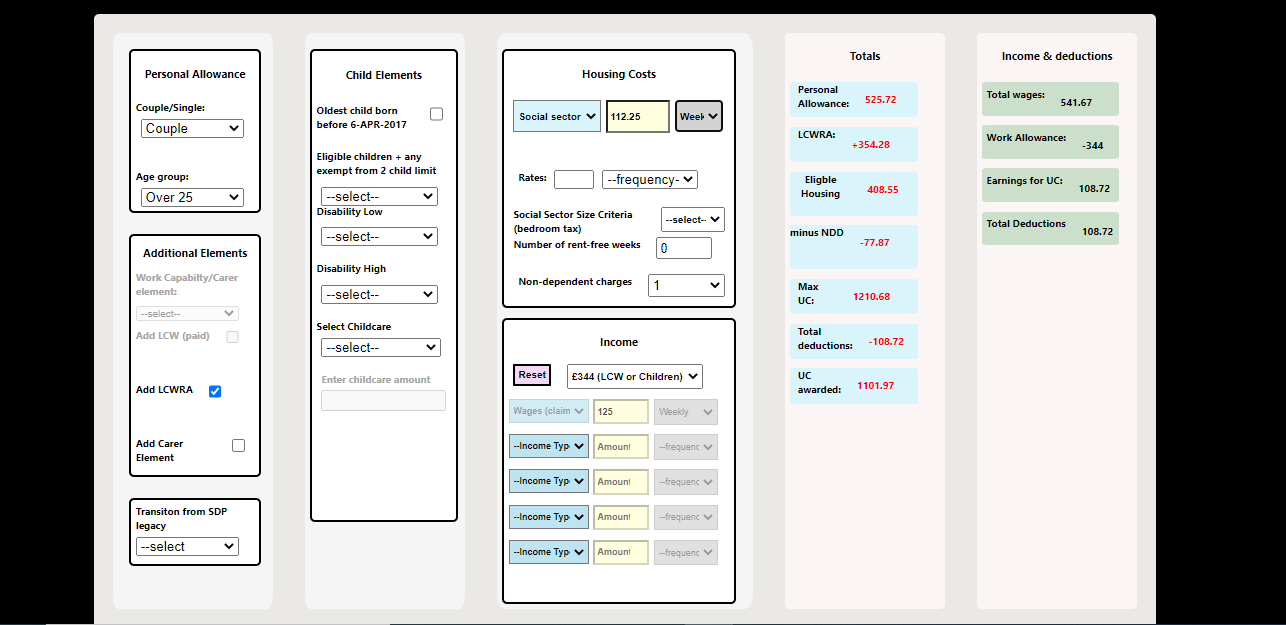 Personal Allowance
Couple/Single:
Couple
Age group:
Over 25
Additional Elements
Work Capabilty/Carer
element:
--select--
Add LCW (paid)
Add LCWRA
Add Carer
Element
Transiton from SDP
legacy
--select
Child Elements
Oldest child born
before 6-APR-2017
Eligible children + any
exempt from 2 child limit
--select--
Disability Low
--select--
Disability High
--select--
Select Childcare
--select--
Enter childcare amount
Housing Costs
Social sector 112.25 Week
Rates: --frequency-
Social Sector Size Criteria
(bedroom tax)
--select-
Number of rent-free weeks 0
Non-dependent charges 1
Income
Reset £344 (LCW or Children)
Wages (claim 125 Weekly
--Income Typ Amount --frequenc
--Income Typ Amount --frequenc
--Income Typ Amount --frequenc
--Income Typ Amount --frequenc
Totals
Personal
Allowance: 525.72
LCWRA:
+354.28
Eligble
Housing 408.55
minus NDD
-77.87
Max
UC: 1210.68
Total
deductions: -108.72
UC
awarded: 1101.97
Income & deductions
Total wages:
541.67
Work Allowance:
-344
Earnings for UC:
108.72
Total Deductions
108.72